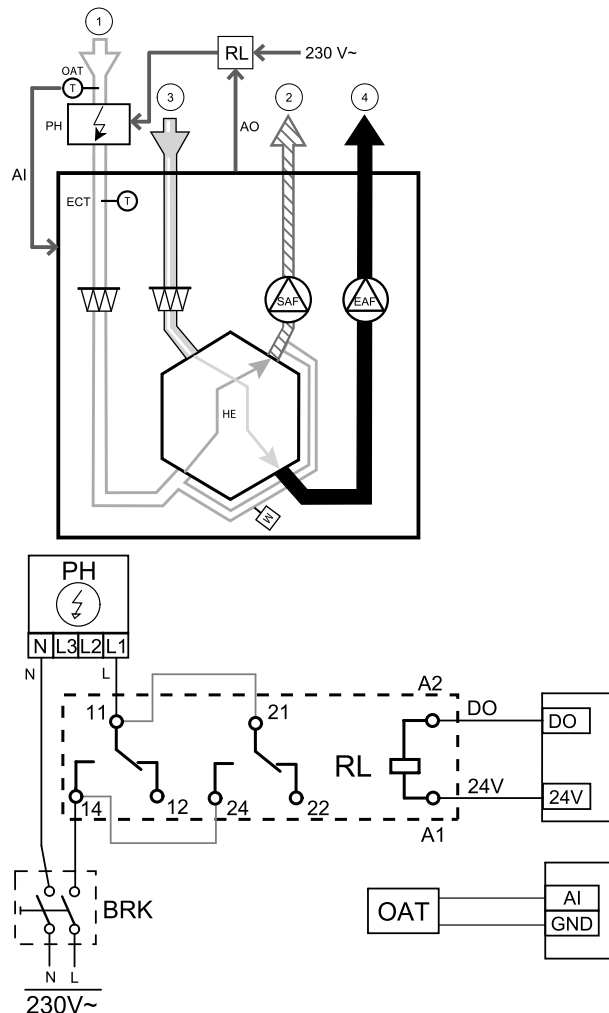 1
OAT
T
RL
230 V~
PH
3
2
4
AI
AO
ECT
T
SAF
EAF
HE
M
PH
N L3 L2 L1
N
L
A2
DO
DO
11
21
RL
24V
24V
14
12
24
22
A1
BRK
OAT
AI
GND
N L
230V~